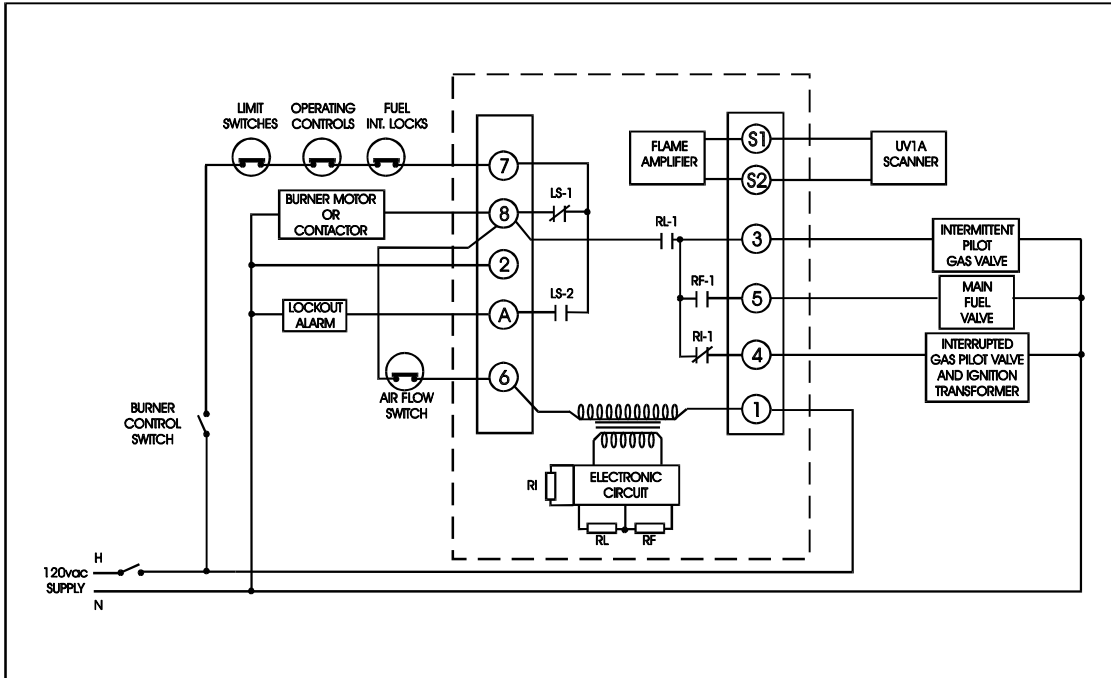 LIMIT
SWITCHES
OPERATING
CONTROLS
FUEL
INT. LOCKS
7
BURNER MOTOR
OR
CONTACTOR
8
LS-1
2
LOCKOUT
ALARM
A
LS-2
6
AIR FLOW
SWITCH
BURNER
CONTROL
SWITCH
FLAME
AMPLIFIER
S1
S2
UV1A
SCANNER
RL-1
3
INTERMITTENT
PILOT
GAS VALVE
RF-1
5
MAIN
FUEL
VALVE
RI-1
4
INTERRUPTED
GAS PILOT VALVE
AND IGNITION
TRANSFORMER
1
RI
ELECTRONIC
CIRCUIT
RL
RF
H
120vac
SUPPLY
N